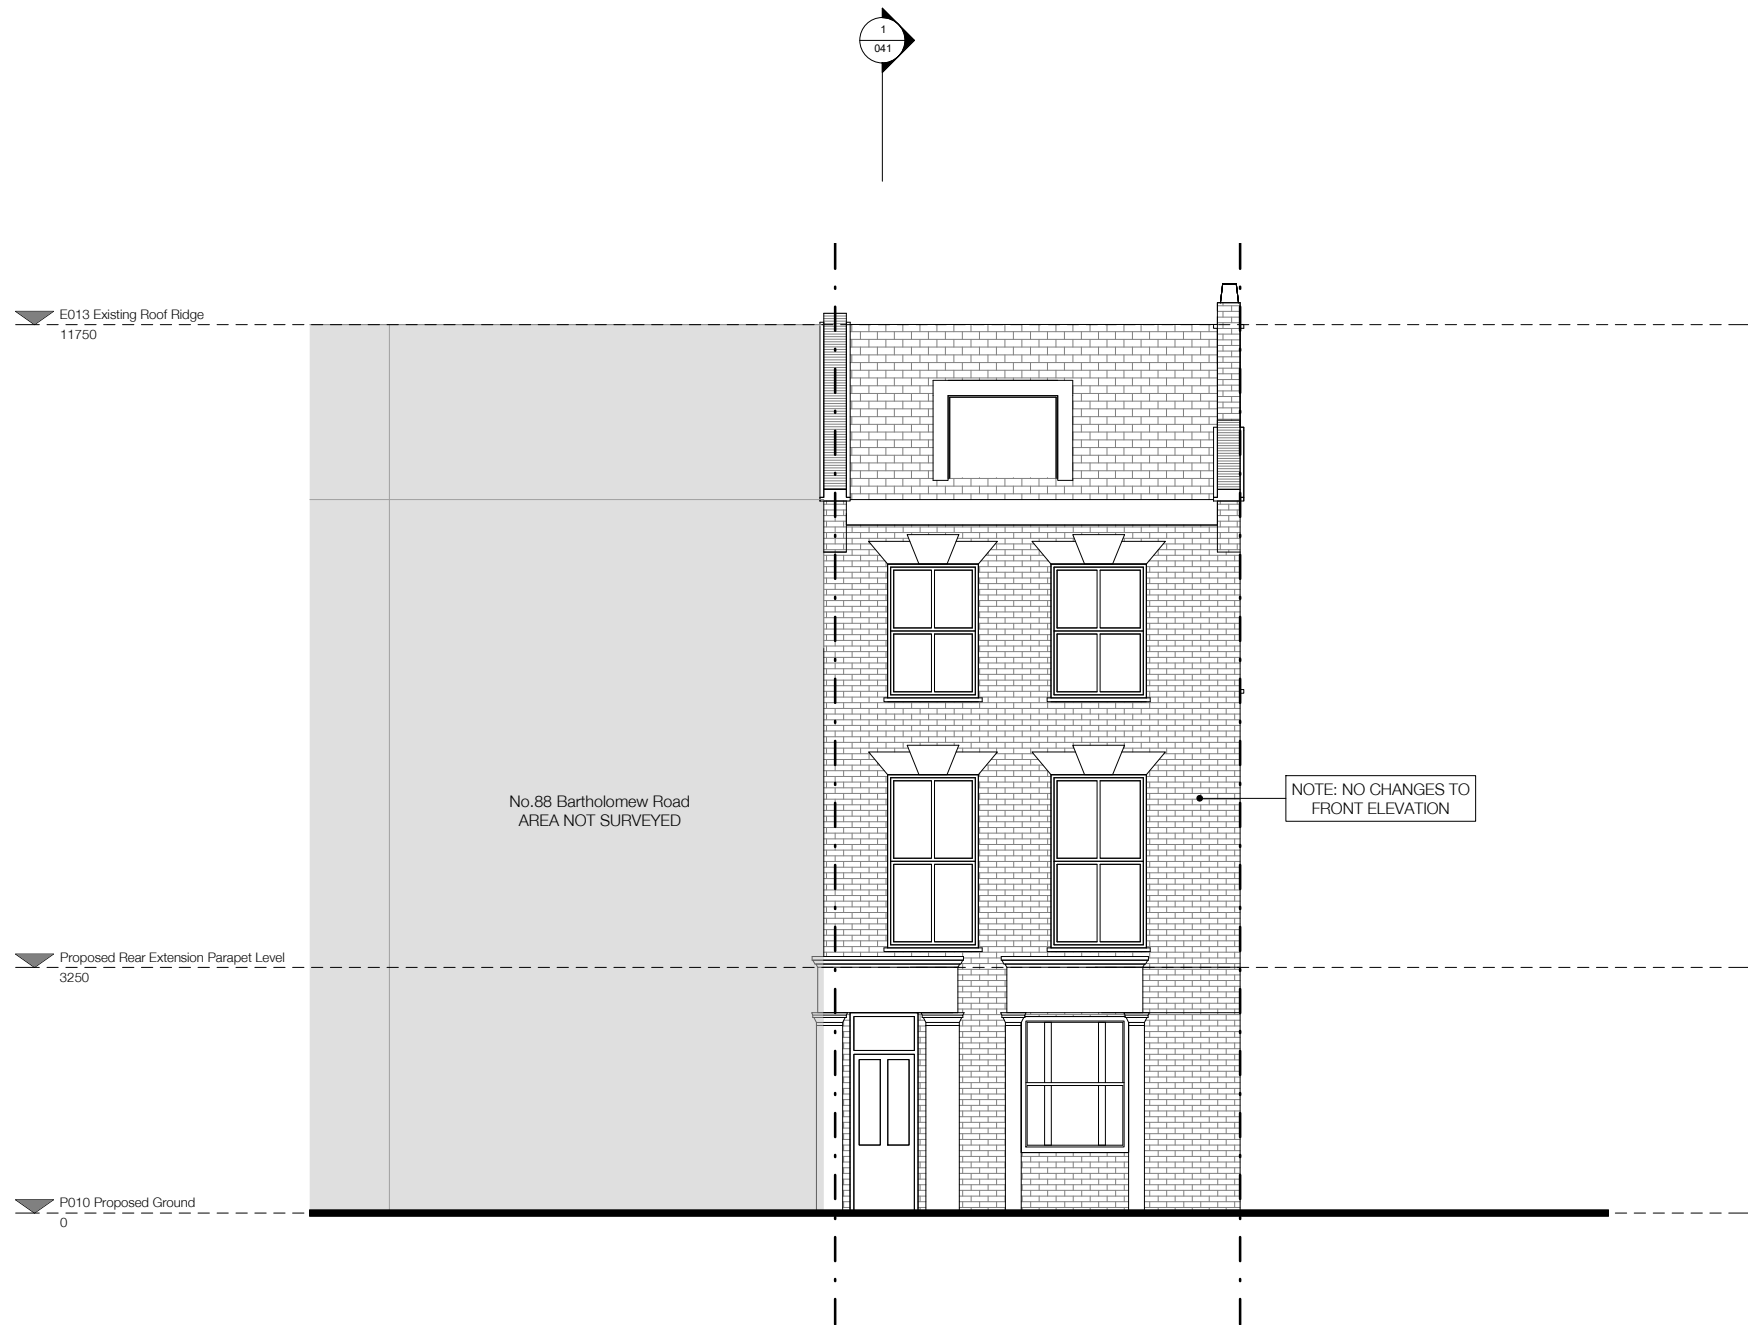 1
041
E013 Existing Roof Ridge
11750
No.88 Bartholomew Road
AREA NOT SURVEYED
NOTE: NO CHANGES TO
FRONT ELEVATION
Proposed Rear Extension Parapet Level
3250
P010 Proposed Ground
0